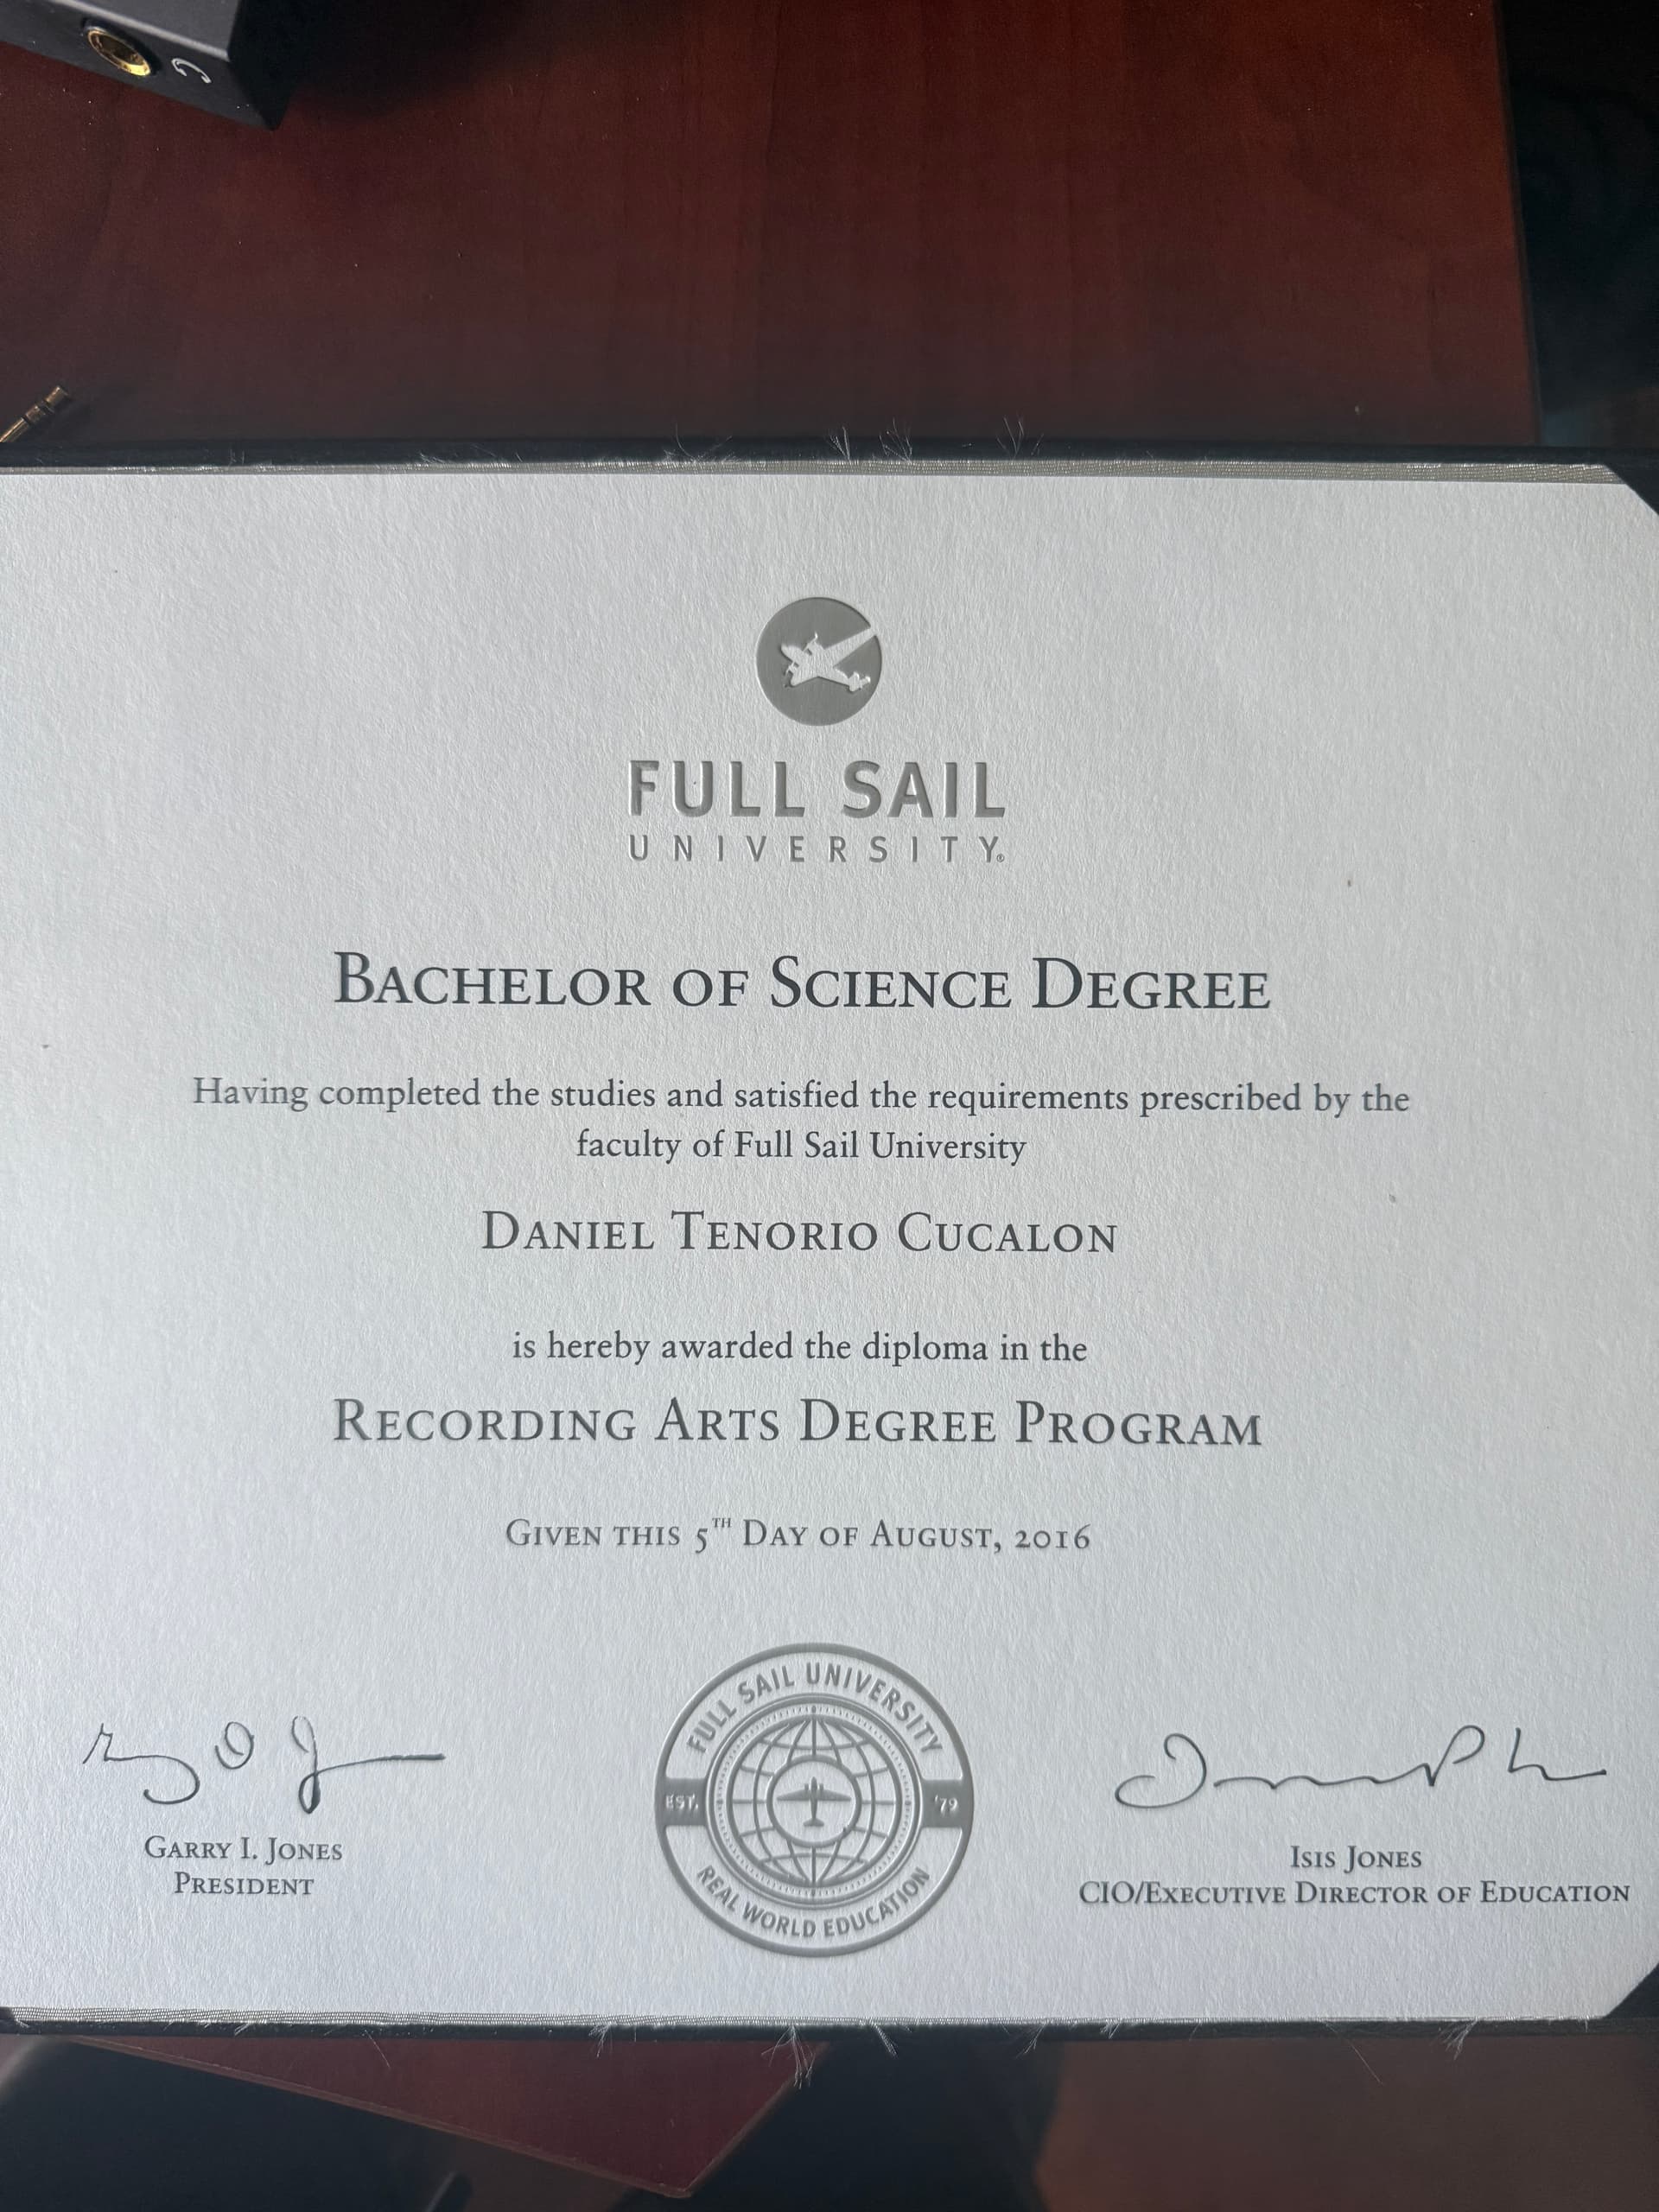 FULL SAIL
UNIVERSITY®
BACHELOR OF SCIENCE DEGREE
Having completed the studies and satisfied the requirements prescribed by the
faculty of Full Sail University
DANIEL TENORIO CUCALON
is hereby awarded the diploma in the
RECORDING ARTS DEGREE PROGRAM
GIVEN THIS 5TH DAY OF AUGUST, 2016
FULL SAIL UNIVERSITY
EST. '79
REAL WORLD EDUCATION
GARRY I. JONES
PRESIDENT
ISIS JONES
CIO/EXECUTIVE DIRECTOR OF EDUCATION